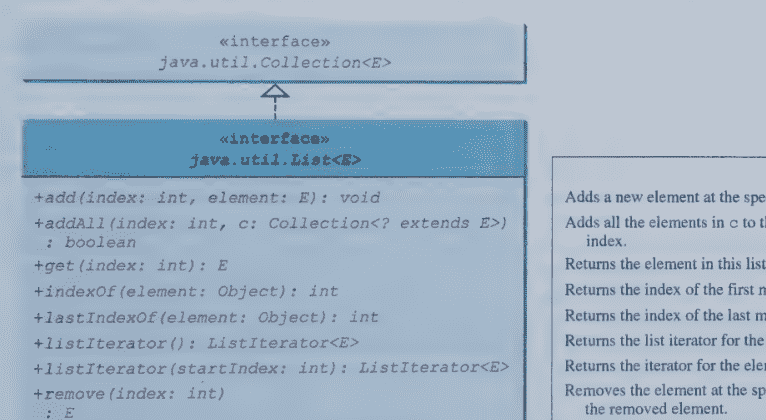 «interface»
java.util.Collection<E>
«interface»
java.util.List<E>
+add(index: int, element: E): void
+addAll(index: int, c: Collection<? extends E>)
: boolean
+get(index: int): E
+indexOf(element: Object): int
+lastIndexOf(element: Object): int
+listIterator(): ListIterator<E>
+listIterator(startIndex: int): ListIterator<E>
+remove(index: int)
: E
Adds a new element at the spe
Adds all the elements in c to th
index.
Returns the element in this list
Returns the index of the first m
Returns the index of the last m
Returns the list iterator for the
Returns the iterator for the elem
Removes the element at the sp
the removed element.